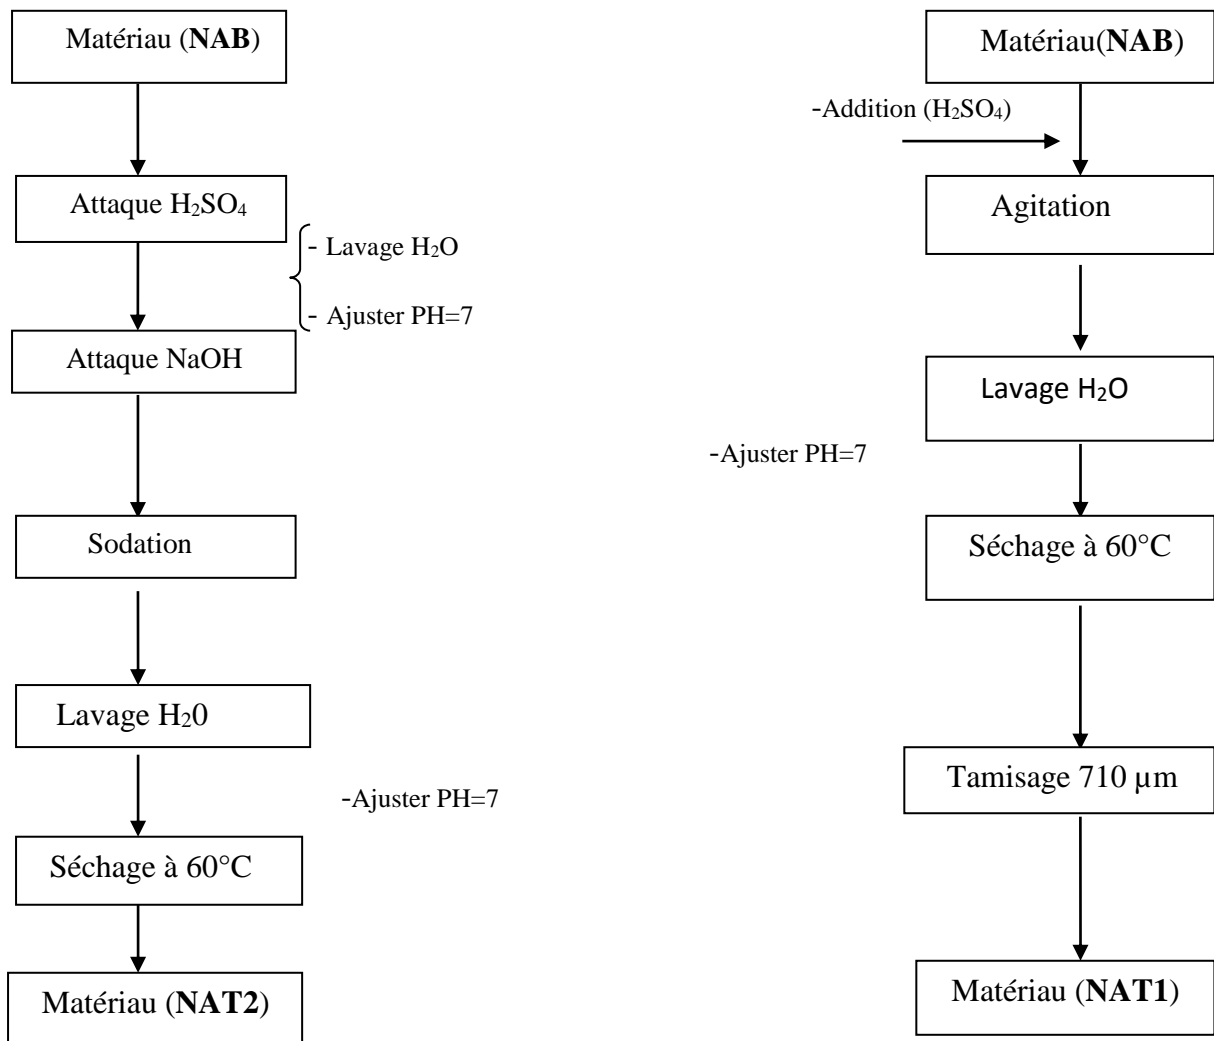 Matériau (NAB)
Attaque H₂SO₄
- Lavage H₂O
- Ajuster PH=7
Attaque NaOH
Sodation
Lavage H₂0
-Ajuster PH=7
Séchage à 60°C
Matériau (NAT2)
Matériau(NAB)
-Addition (H₂SO₄)
Agitation
Lavage H₂O
-Ajuster PH=7
Séchage à 60°C
Tamisage 710 µm
Matériau (NAT1)